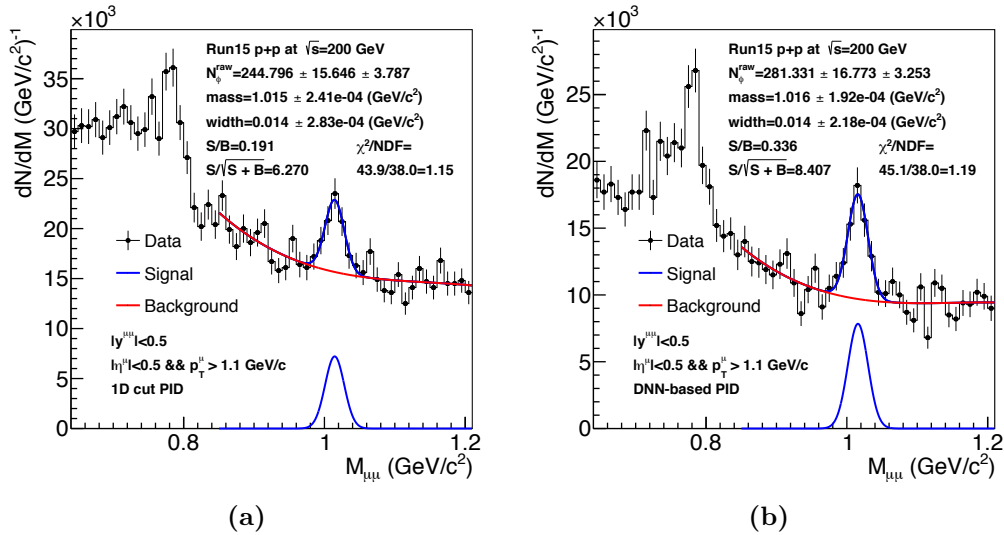 ×10³
dN/dM (GeV/c²)⁻¹
35
30
25
20
15
10
5
0
Run15 p+p at √s=200 GeV
N_ϕ^raw=244.796 ± 15.646 ± 3.787
mass=1.015 ± 2.41e-04 (GeV/c²)
width=0.014 ± 2.83e-04 (GeV/c²)
S/B=0.191 χ²/NDF=
S/√S + B=6.270 43.9/38.0=1.15
Data
Signal
Background
|y^μμ|<0.5
|η^μ|<0.5 && p_T^μ > 1.1 GeV/c
1D cut PID
0.8 1 1.2
M_μμ (GeV/c²)
(a)
×10³
dN/dM (GeV/c²)⁻¹
25
20
15
10
5
0
Run15 p+p at √s=200 GeV
N_ϕ^raw=281.331 ± 16.773 ± 3.253
mass=1.016 ± 1.92e-04 (GeV/c²)
width=0.014 ± 2.18e-04 (GeV/c²)
S/B=0.336 χ²/NDF=
S/√S + B=8.407 45.1/38.0=1.19
Data
Signal
Background
|y^μμ|<0.5
|η^μ|<0.5 && p_T^μ > 1.1 GeV/c
DNN-based PID
0.8 1 1.2
M_μμ (GeV/c²)
(b)